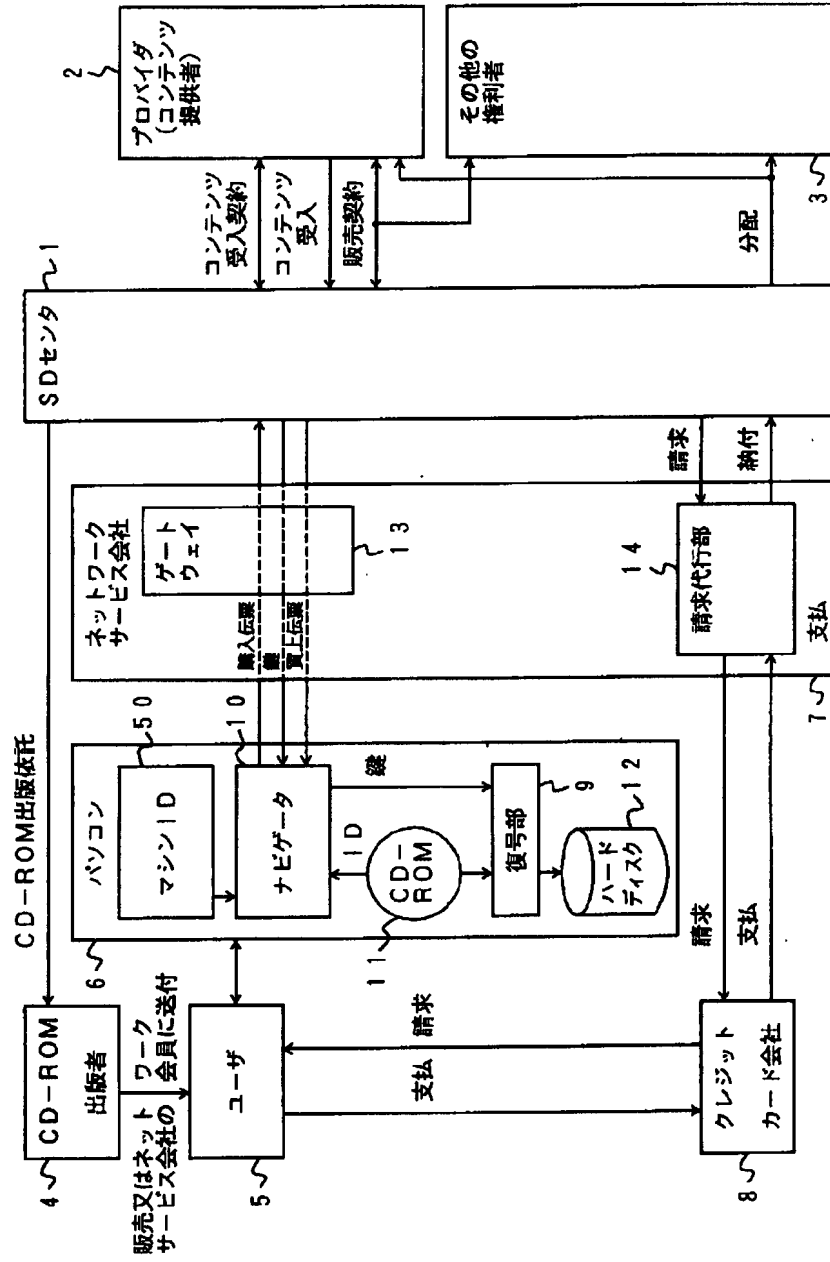 CD-ROM
出版者
4
販売又はネットワーク
サービス会社の会員に送付
CD-ROM出版依託
ユーザ
5
支払
請求
クレジット
カード会社
8
パソコン
6
マシンID
50
ナビゲータ
10
ID
鍵
CD-
ROM
11
復号部
9
ハード
ディスク
12
請求
支払
ネットワーク
サービス会社
ゲート
ウェイ
13
購入伝票
鍵
買上伝票
請求代行部
14
支払
7
請求
納付
SDセンタ
1
コンテンツ
受入契約
コンテンツ
受入
販売契約
分配
プロバイダ
(コンテンツ
提供者)
2
その他の
権利者
3